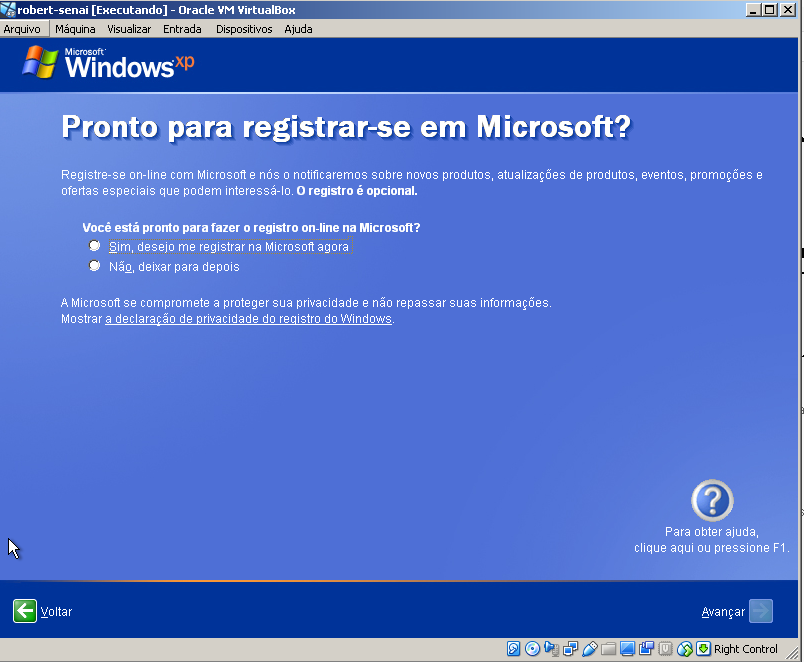 robert-senai [Executando] - Oracle VM VirtualBox
Arquivo Máquina Visualizar Entrada Dispositivos Ajuda
Microsoft
Windows xp
Pronto para registrar-se em Microsoft?
Registre-se on-line com Microsoft e nós o notificaremos sobre novos produtos, atualizações de produtos, eventos, promoções e
ofertas especiais que podem interessá-lo. O registro é opcional.
Você está pronto para fazer o registro on-line na Microsoft?
Sim, desejo me registrar na Microsoft agora
Não, deixar para depois
A Microsoft se compromete a proteger sua privacidade e não repassar suas informações.
Mostrar a declaração de privacidade do registro do Windows.
Para obter ajuda,
clique aqui ou pressione F1.
Voltar Avançar
Right Control